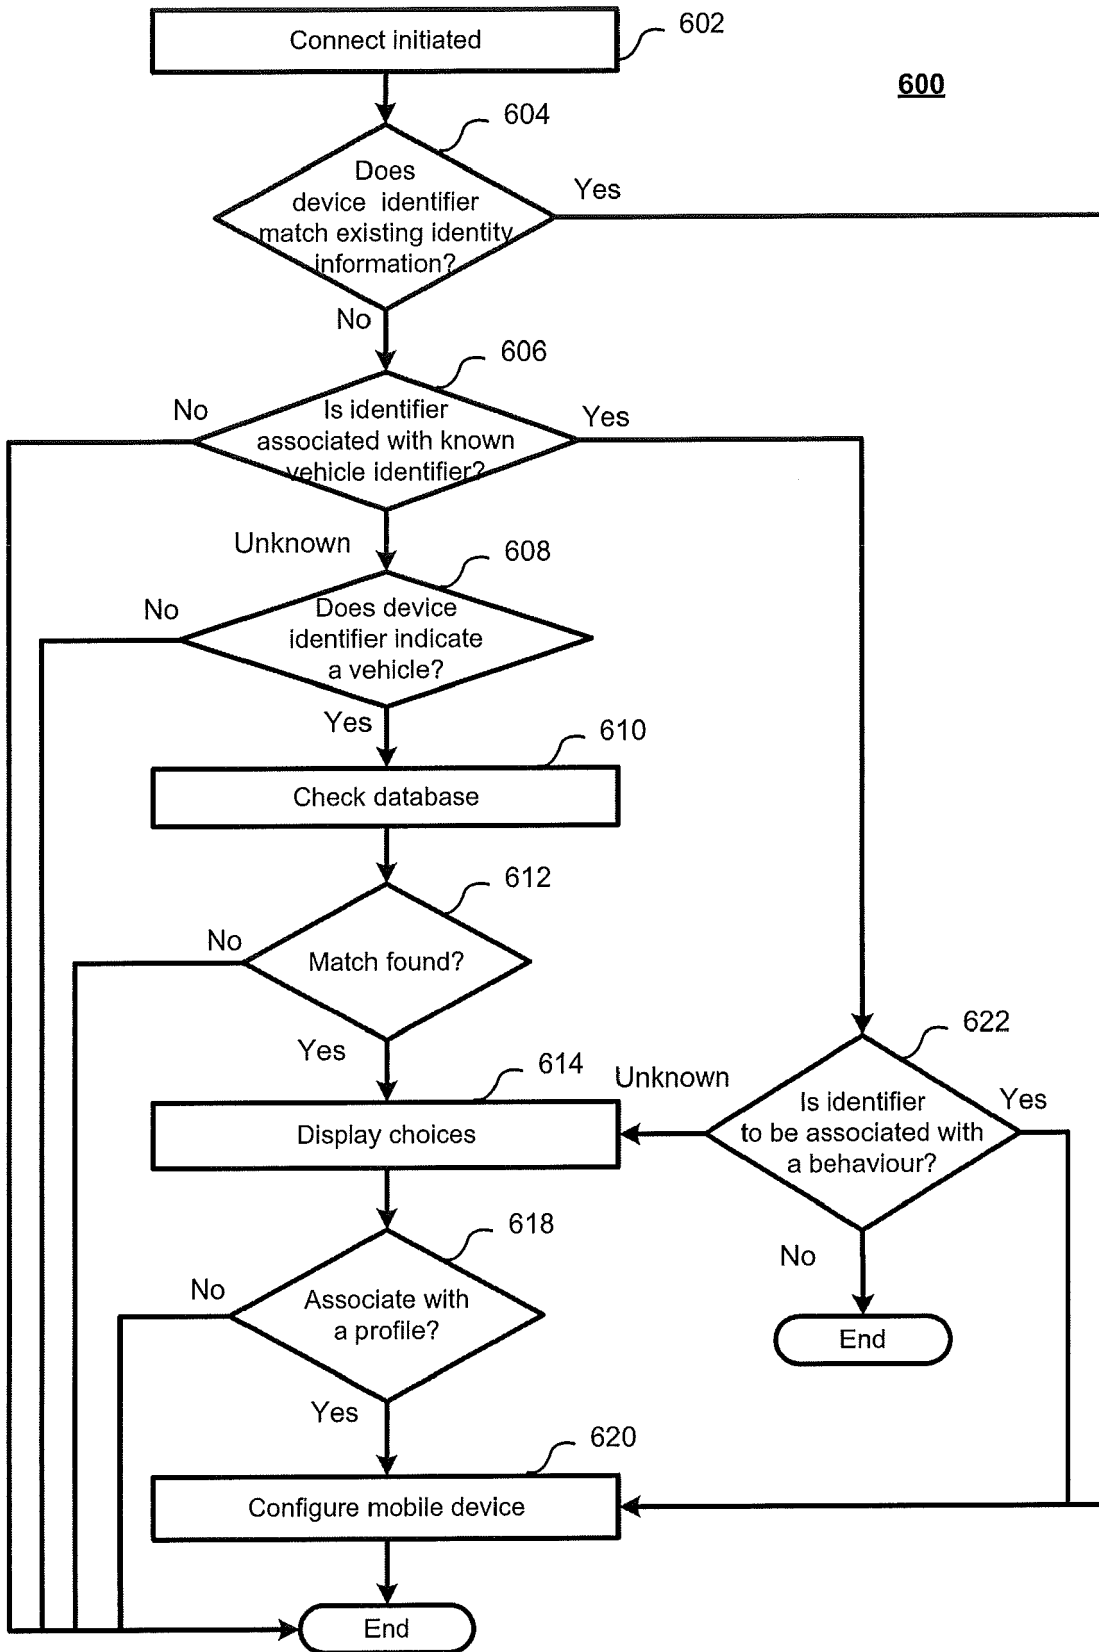 Connect initiated
602
600
604
Does
device identifier
match existing identity
information?
Yes
No
606
Is identifier
associated with known
vehicle identifier?
No
Yes
Unknown
608
Does device
identifier indicate
a vehicle?
No
Yes
610
Check database
612
Match found?
No
Yes
614
Display choices
622
Unknown
Is identifier
to be associated with
a behaviour?
Yes
No
End
618
Associate with
a profile?
No
Yes
620
Configure mobile device
End